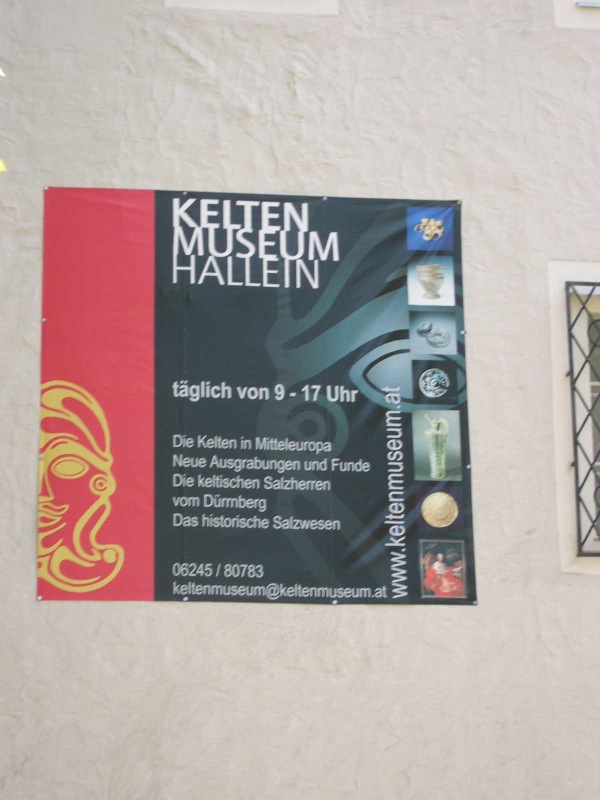 KELTEN
MUSEUM
HALLEIN
täglich von 9 - 17 Uhr
Die Kelten in Mitteleuropa
Neue Ausgrabungen und Funde
Die keltischen Salzherren
vom Dürrnberg
Das historische Salzwesen
06245 / 80783
keltenmuseum@keltenmuseum.at
www.keltenmuseum.at